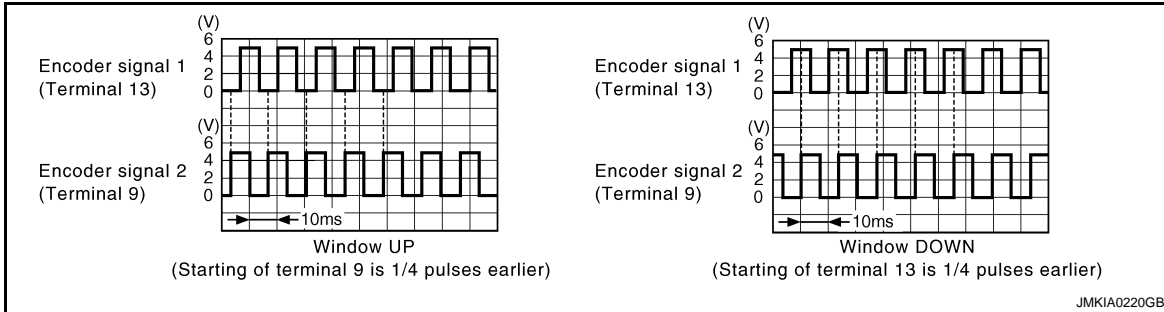 (V)
6
4
2
0
Encoder signal 1
(Terminal 13)
(V)
6
4
2
0
Encoder signal 2
(Terminal 9)
10ms
Window UP
(Starting of terminal 9 is 1/4 pulses earlier)
(V)
6
4
2
0
Encoder signal 1
(Terminal 13)
(V)
6
4
2
0
Encoder signal 2
(Terminal 9)
10ms
Window DOWN
(Starting of terminal 13 is 1/4 pulses earlier)
JMKIA0220GB